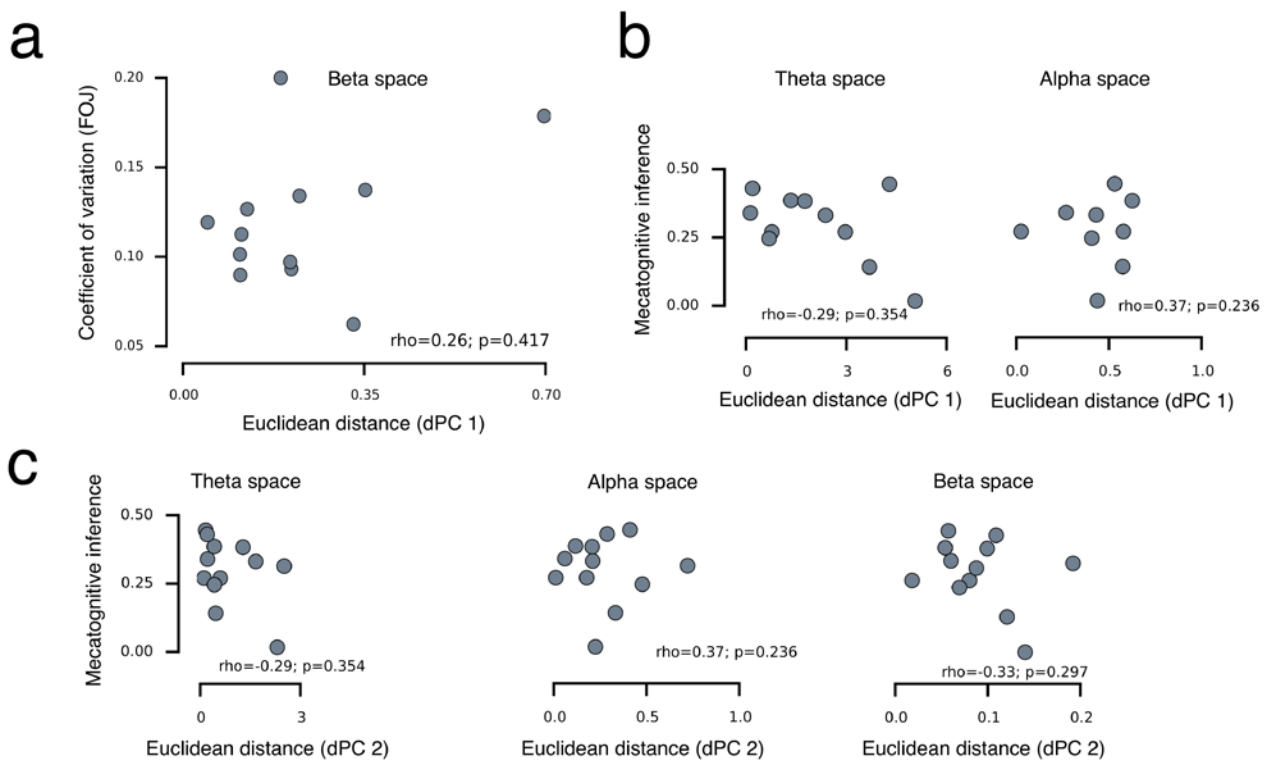 a
Beta space
Coefficient of variation (FOJ)
0.20
0.15
0.10
0.05
rho=0.26; p=0.417
0.00 0.35 0.70
Euclidean distance (dPC 1)
b
Theta space
Alpha space
Mecatognitive inference
0.50
0.25
0.00
rho=-0.29; p=0.354
rho=0.37; p=0.236
0 3 6
0.0 0.5 1.0
Euclidean distance (dPC 1)
Euclidean distance (dPC 1)
c
Theta space
Alpha space
Beta space
Mecatognitive inference
0.50
0.25
0.00
rho=-0.29; p=0.354
rho=0.37; p=0.236
rho=-0.33; p=0.297
0 3
0.0 0.5 1.0
0.0 0.1 0.2
Euclidean distance (dPC 2)
Euclidean distance (dPC 2)
Euclidean distance (dPC 2)